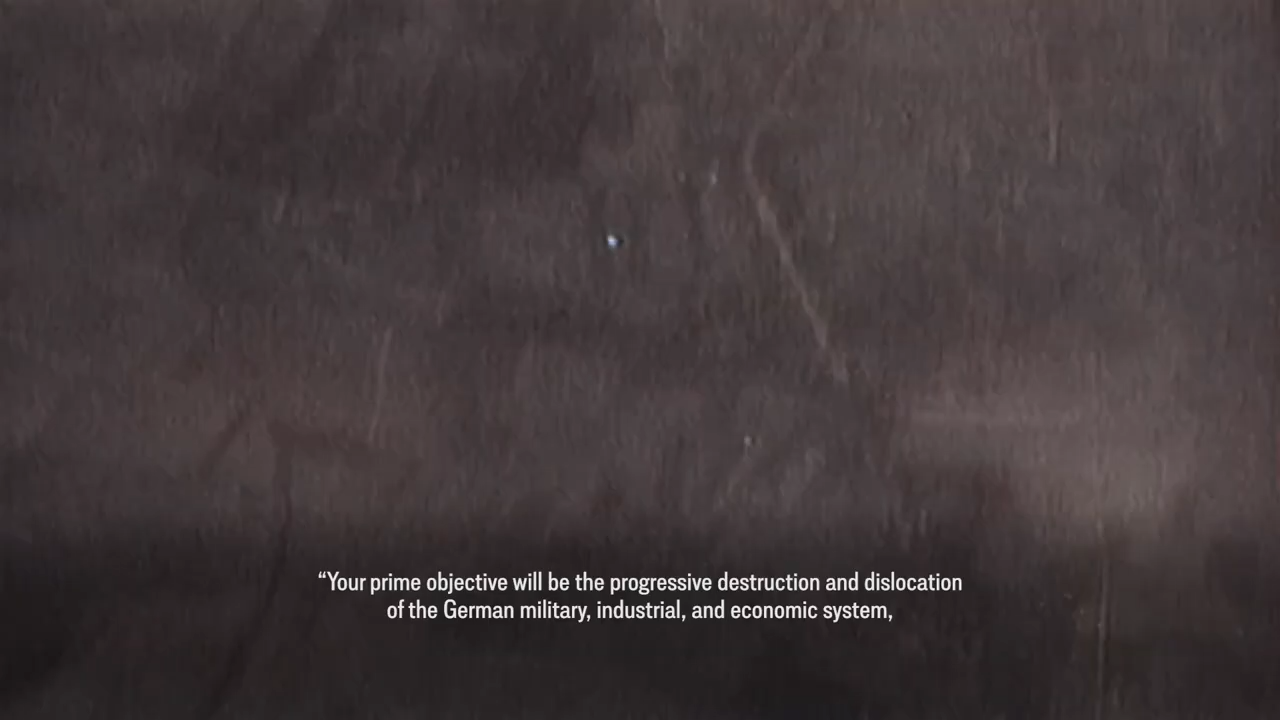 “Your prime objective will be the progressive destruction and dislocation
of the German military, industrial, and economic system,